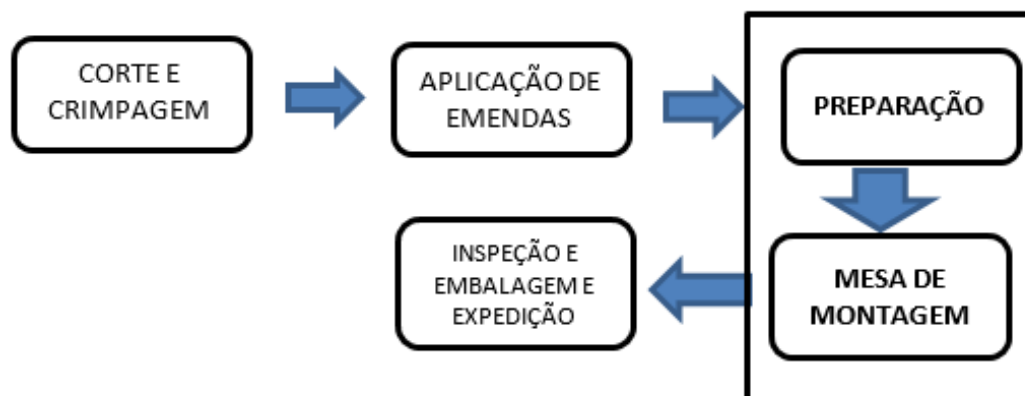 CORTE E
CRIMPAGEM
APLICAÇÃO DE
EMENDAS
PREPARAÇÃO
MESA DE
MONTAGEM
INSPEÇÃO E
EMBALAGEM E
EXPEDIÇÃO